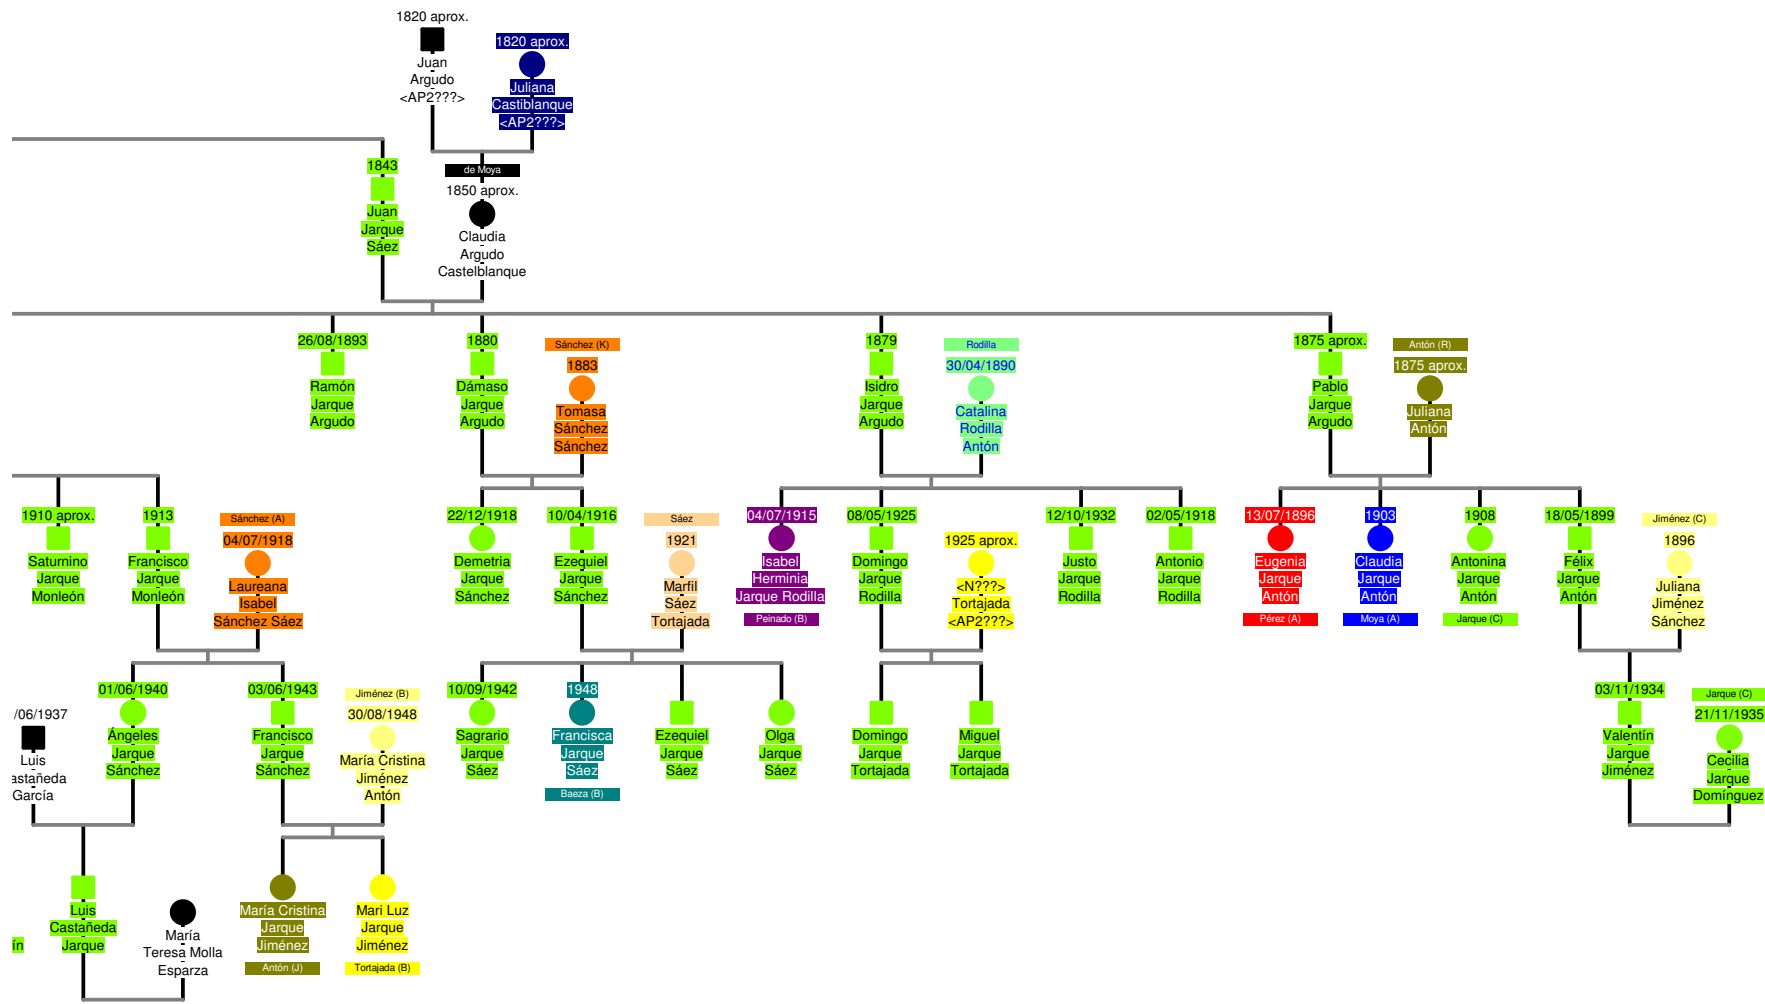 1820 aprox.
Juan
Argudo
<AP2???>
1820 aprox.
Juliana
Castiblanque
<AP2???>
1843
Juan
Jarque
Sáez
de Moya
1850 aprox.
Claudia
Argudo
Castelblanque
26/08/1893
Ramón
Jarque
Argudo
1880
Dámaso
Jarque
Argudo
Sánchez (K)
1883
Tomasa
Sánchez
Sánchez
1879
Isidro
Jarque
Argudo
Rodilla
30/04/1890
Catalina
Rodilla
Antón
1875 aprox.
Pablo
Jarque
Argudo
Antón (R)
1875 aprox.
Juliana
Antón
1910 aprox.
Saturnino
Jarque
Monleón
1913
Francisco
Jarque
Monleón
Sánchez (A)
04/07/1918
Laureana
Isabel
Sánchez Sáez
22/12/1918
Demetria
Jarque
Sánchez
10/04/1916
Ezequiel
Jarque
Sánchez
Sáez
1921
Marfil
Sáez
Tortajada
04/07/1915
Isabel
Herminia
Jarque Rodilla
Peinado (B)
08/05/1925
Domingo
Jarque
Rodilla
1925 aprox.
<N???>
Tortajada
<AP2???>
12/10/1932
Justo
Jarque
Rodilla
02/05/1918
Antonio
Jarque
Rodilla
13/07/1896
Eugenia
Jarque
Antón
Pérez (A)
1903
Claudia
Jarque
Antón
Moya (A)
1908
Antonina
Jarque
Antón
Jarque (C)
18/05/1899
Félix
Jarque
Antón
Jiménez (C)
1896
Juliana
Jiménez
Sánchez
/06/1937
Luis
astañeda
García
01/06/1940
Ángeles
Jarque
Sánchez
03/06/1943
Francisco
Jarque
Sánchez
Jiménez (B)
30/08/1948
María Cristina
Jiménez
Antón
10/09/1942
Sagrario
Jarque
Sáez
1948
Francisca
Jarque
Sáez
Baeza (B)
Ezequiel
Jarque
Sáez
Olga
Jarque
Sáez
Domingo
Jarque
Tortajada
Miguel
Jarque
Tortajada
03/11/1934
Valentín
Jarque
Jiménez
Jarque (C)
21/11/1935
Cecilia
Jarque
Domínguez
ín
Luis
Castañeda
Jarque
María
Teresa Molla
Esparza
María Cristina
Jarque
Jiménez
Antón (J)
Mari Luz
Jarque
Jiménez
Tortajada (B)